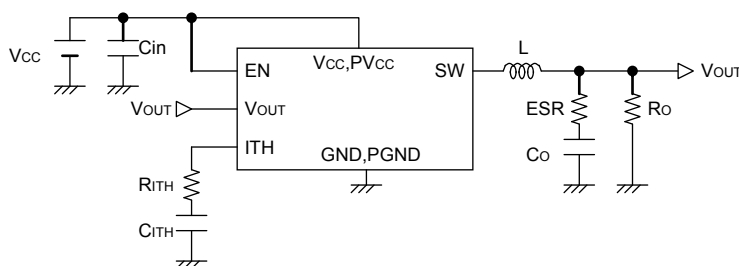 VCC
Cin
EN
VCC,PVCC
SW
L
VOUT
VOUT
VOUT
ESR
RO
CO
ITH
GND,PGND
RITH
CITH